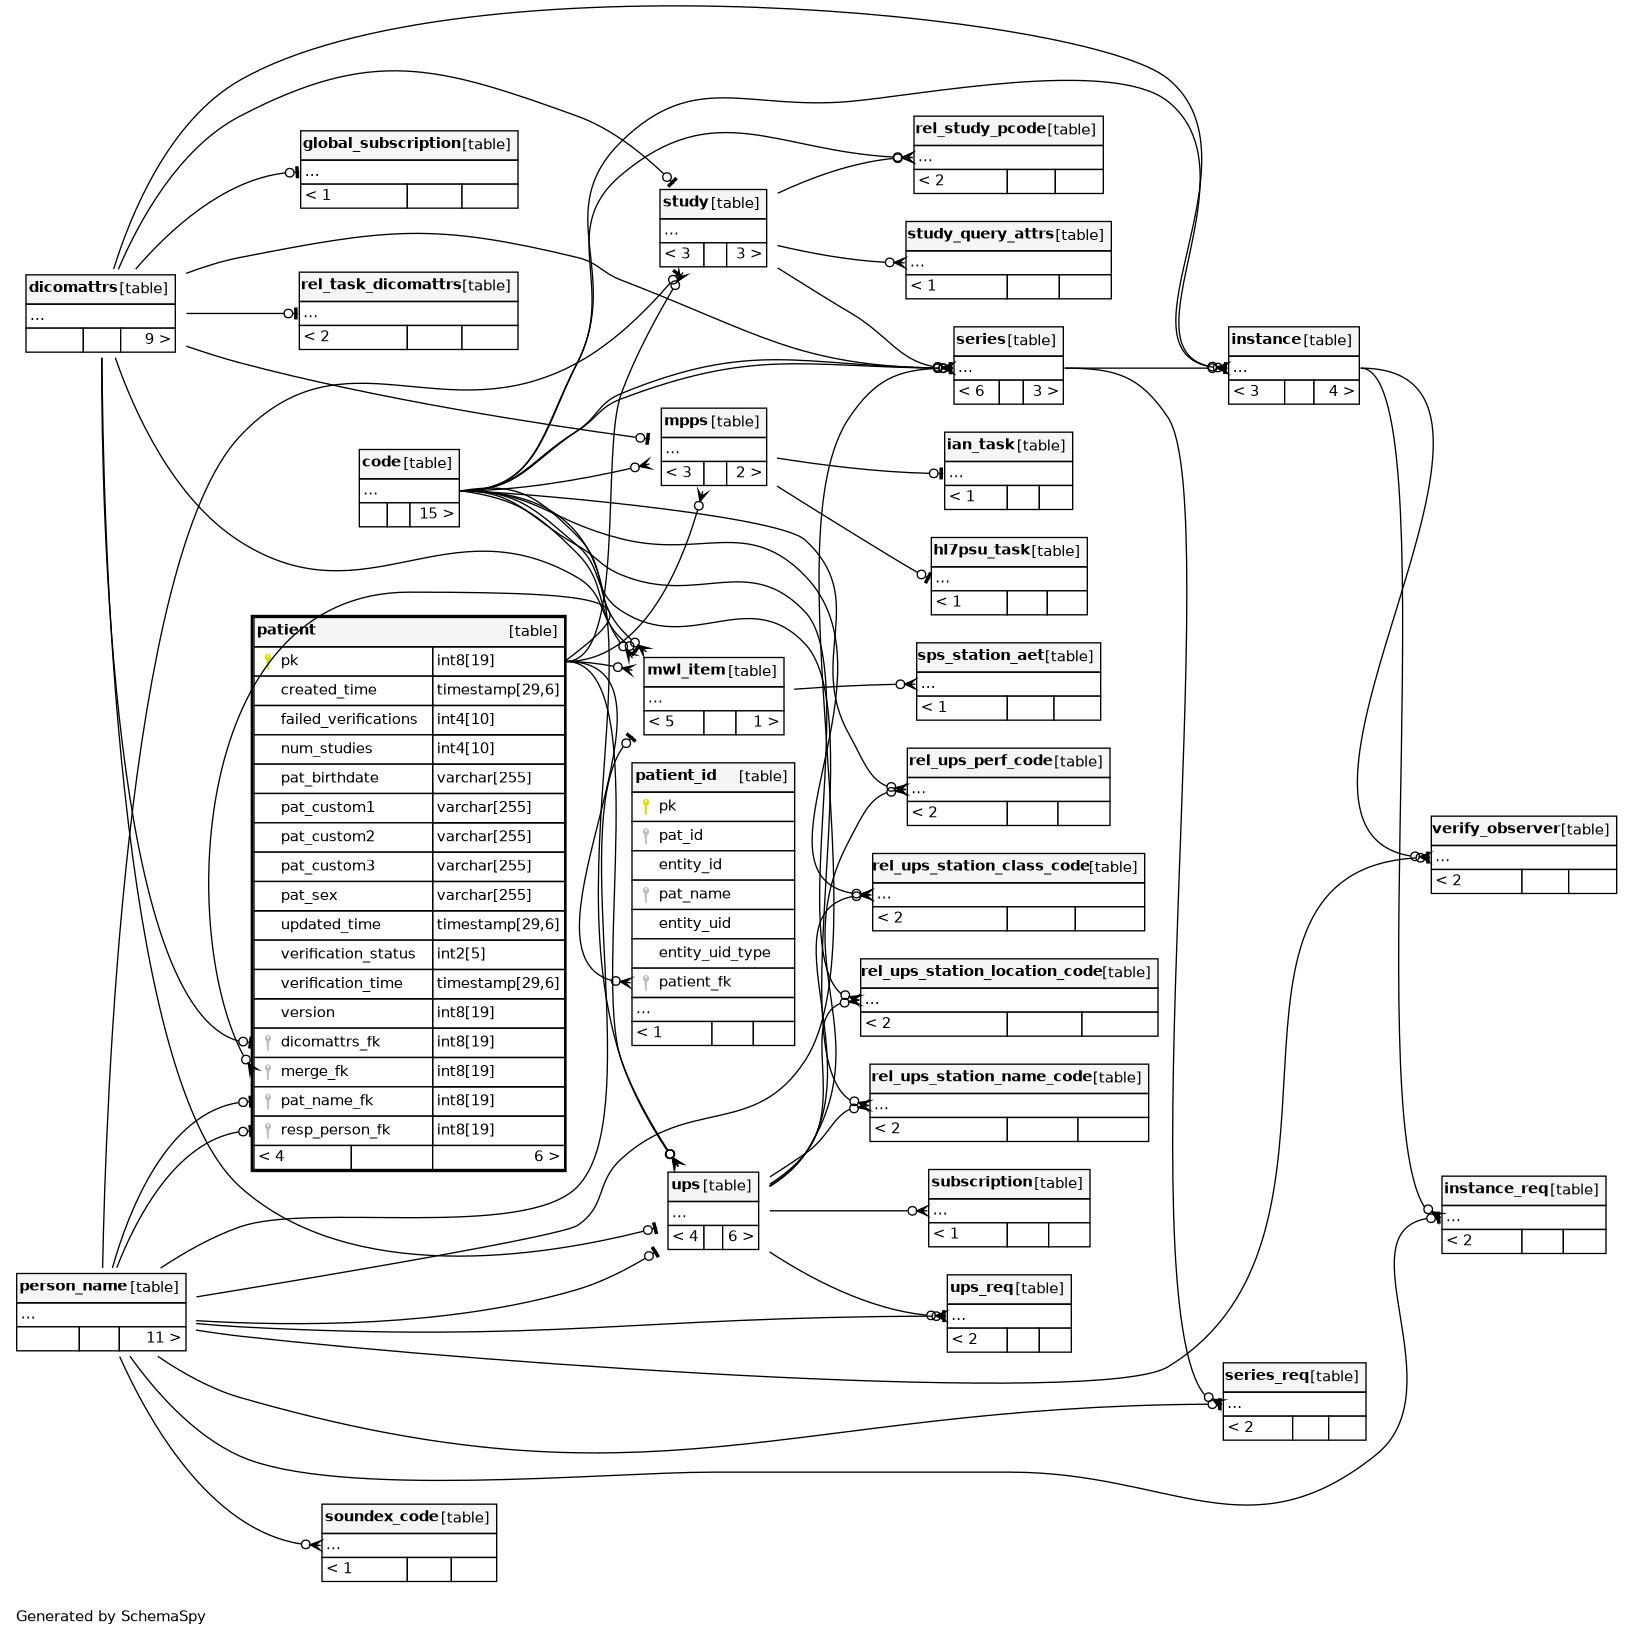 rel_study_pcode [table]
...
< 2
global_subscription [table]
...
< 1
study [table]
...
< 3 3 >
study_query_attrs [table]
...
< 1
dicomattrs [table]
...
9 >
rel_task_dicomattrs [table]
...
< 2
series [table]
...
< 6 3 >
instance [table]
...
< 3 4 >
mpps [table]
...
< 3 2 >
ian_task [table]
...
< 1
code [table]
...
15 >
hl7psu_task [table]
...
< 1
patient [table]
pk int8[19]
created_time timestamp[29,6]
failed_verifications int4[10]
num_studies int4[10]
pat_birthdate varchar[255]
pat_custom1 varchar[255]
pat_custom2 varchar[255]
pat_custom3 varchar[255]
pat_sex varchar[255]
updated_time timestamp[29,6]
verification_status int2[5]
verification_time timestamp[29,6]
version int8[19]
dicomattrs_fk int8[19]
merge_fk int8[19]
pat_name_fk int8[19]
resp_person_fk int8[19]
< 4 6 >
mwl_item [table]
...
< 5 1 >
sps_station_aet [table]
...
< 1
patient_id [table]
pk
pat_id
entity_id
pat_name
entity_uid
entity_uid_type
patient_fk
...
< 1
rel_ups_perf_code [table]
...
< 2
verify_observer [table]
...
< 2
rel_ups_station_class_code [table]
...
< 2
rel_ups_station_location_code [table]
...
< 2
rel_ups_station_name_code [table]
...
< 2
ups [table]
...
< 4 6 >
subscription [table]
...
< 1
instance_req [table]
...
< 2
person_name [table]
...
11 >
ups_req [table]
...
< 2
series_req [table]
...
< 2
soundex_code [table]
...
< 1
Generated by SchemaSpy